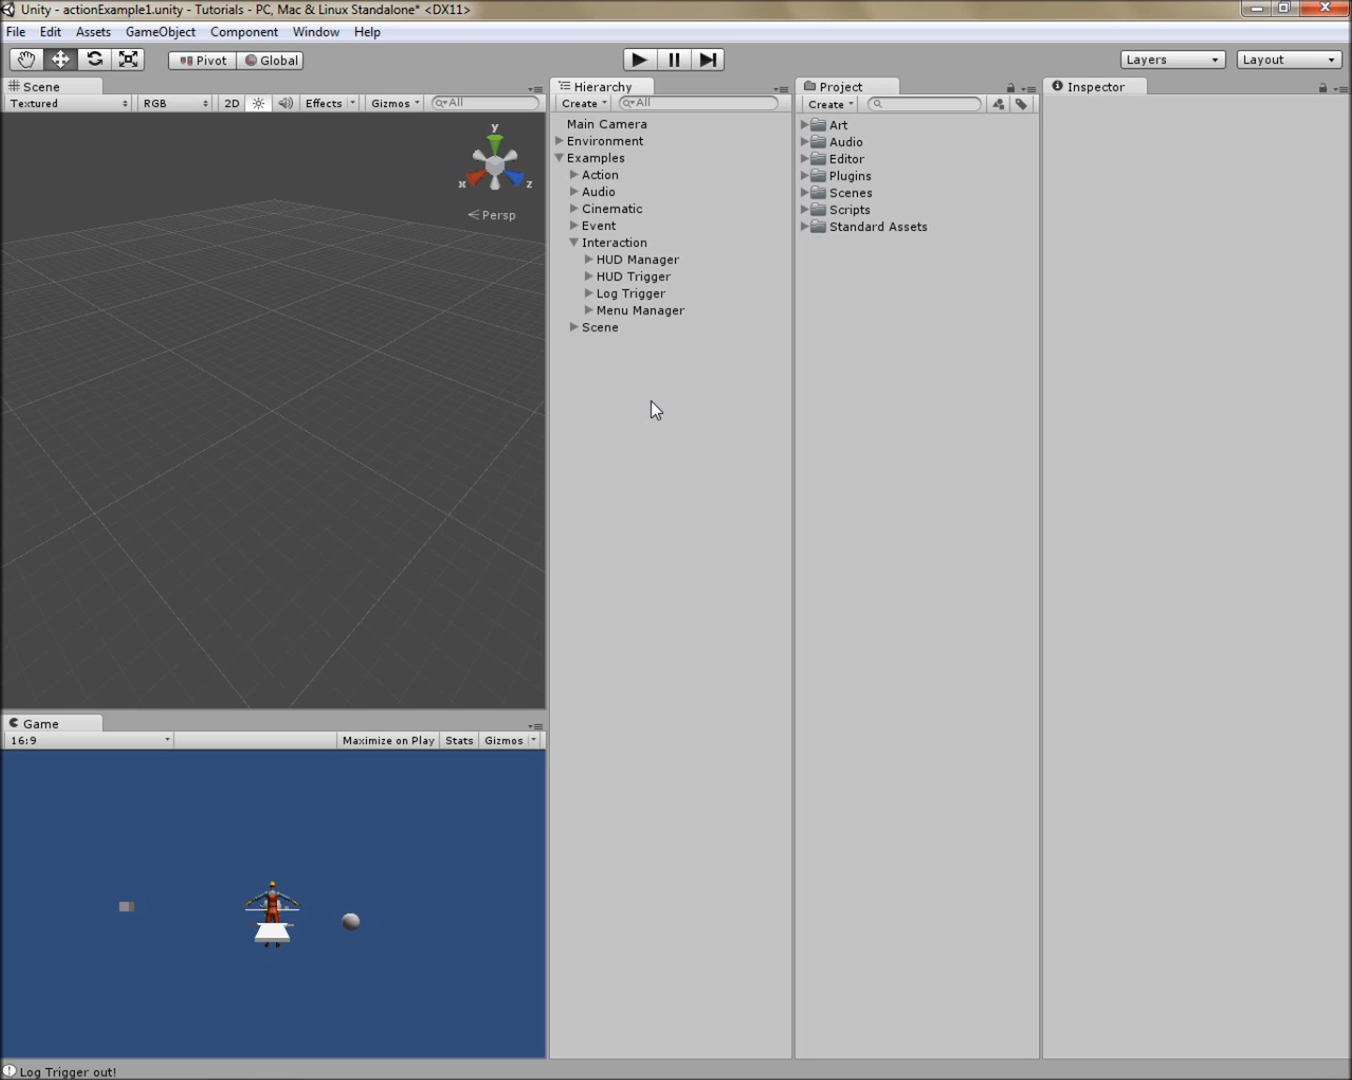 Unity - actionExample1.unity - Tutorials - PC, Mac & Linux Standalone* <DX11>
File Edit Assets GameObject Component Window Help
Pivot Global Layers Layout
Scene
Textured RGB 2D Effects Gizmos All
y
x z
Persp
Hierarchy
Create All
Main Camera
Environment
Examples
Action
Audio
Cinematic
Event
Interaction
HUD Manager
HUD Trigger
Log Trigger
Menu Manager
Scene
Project
Create
Art
Audio
Editor
Plugins
Scenes
Scripts
Standard Assets
Inspector
Game
16:9 Maximize on Play Stats Gizmos
Log Trigger out!